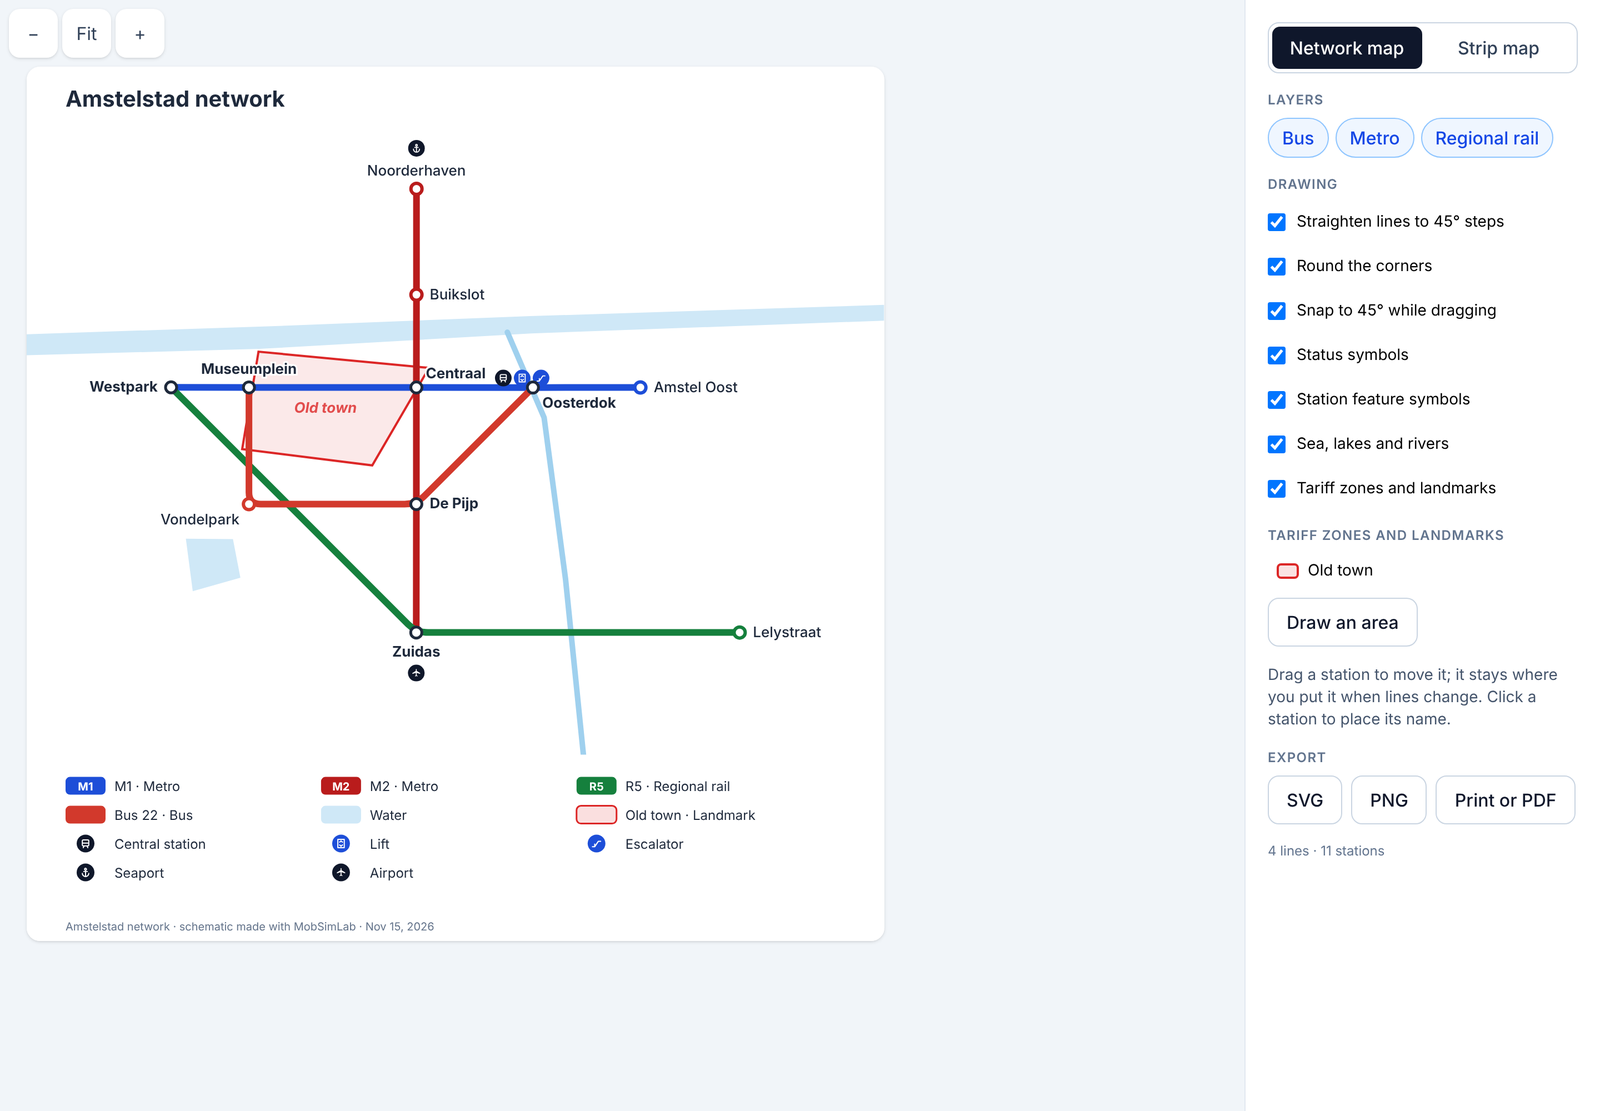 −
Fit
+
Amstelstad network
Noorderhaven
Buikslot
Museumplein
Centraal
Westpark
Amstel Oost
Oosterdok
Old town
De Pijp
Vondelpark
Lelystraat
Zuidas
M1 M1 · Metro
M2 M2 · Metro
R5 R5 · Regional rail
Bus 22 · Bus
Water
Old town · Landmark
Central station
Lift
Escalator
Seaport
Airport
Amstelstad network · schematic made with MobSimLab · Nov 15, 2026
Network map
Strip map
LAYERS
Bus
Metro
Regional rail
DRAWING
Straighten lines to 45° steps
Round the corners
Snap to 45° while dragging
Status symbols
Station feature symbols
Sea, lakes and rivers
Tariff zones and landmarks
TARIFF ZONES AND LANDMARKS
Old town
Draw an area
Drag a station to move it; it stays where
you put it when lines change. Click a
station to place its name.
EXPORT
SVG
PNG
Print or PDF
4 lines · 11 stations